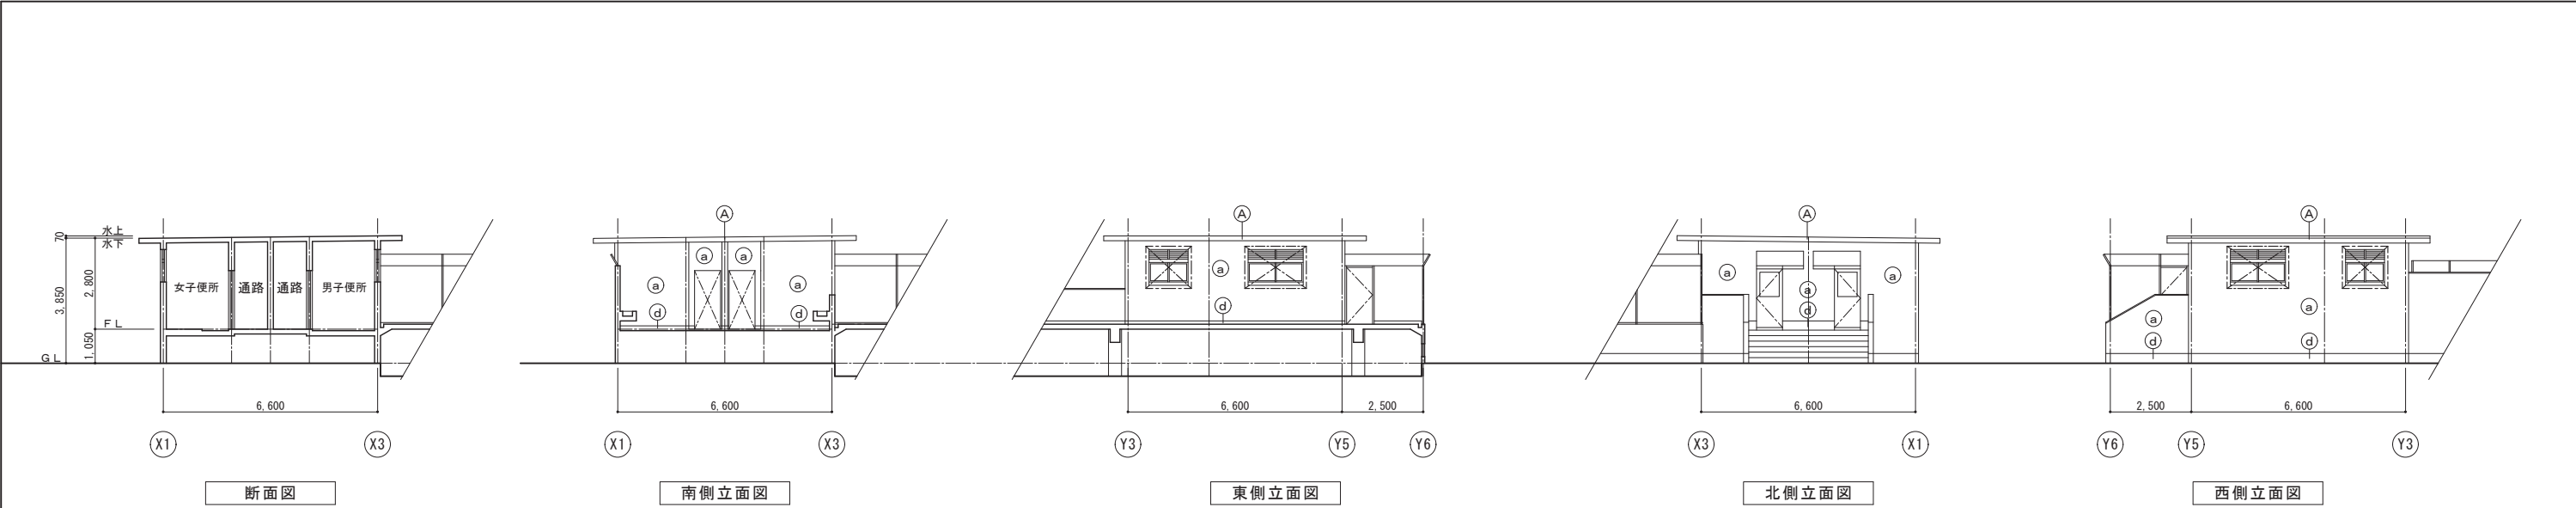 水上
水下
70
2,800
3,850
1,050
FL
GL
女子便所
通路
通路
男子便所
6,600
X1
X3
断面図
A
a
a
a
a
d
d
6,600
X1
X3
南側立面図
A
a
d
6,600
2,500
Y3
Y5
Y6
東側立面図
A
a
a
a
d
6,600
X3
X1
北側立面図
A
a
a
d
d
2,500
6,600
Y6
Y5
Y3
西側立面図